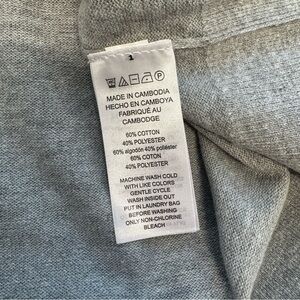 1
MADE IN CAMBODIA
HECHO EN CAMBOYA
FABRIQUÉ AU
CAMBODGE
60% COTTON
40% POLYESTER
60% algodón 40% poliéster
60% COTON
40% POLYESTER
MACHINE WASH COLD
WITH LIKE COLORS
GENTLE CYCLE
WASH INSIDE OUT
PUT IN LAUNDRY BAG
BEFORE WASHING
ONLY NON-CHLORINE
BLEACH